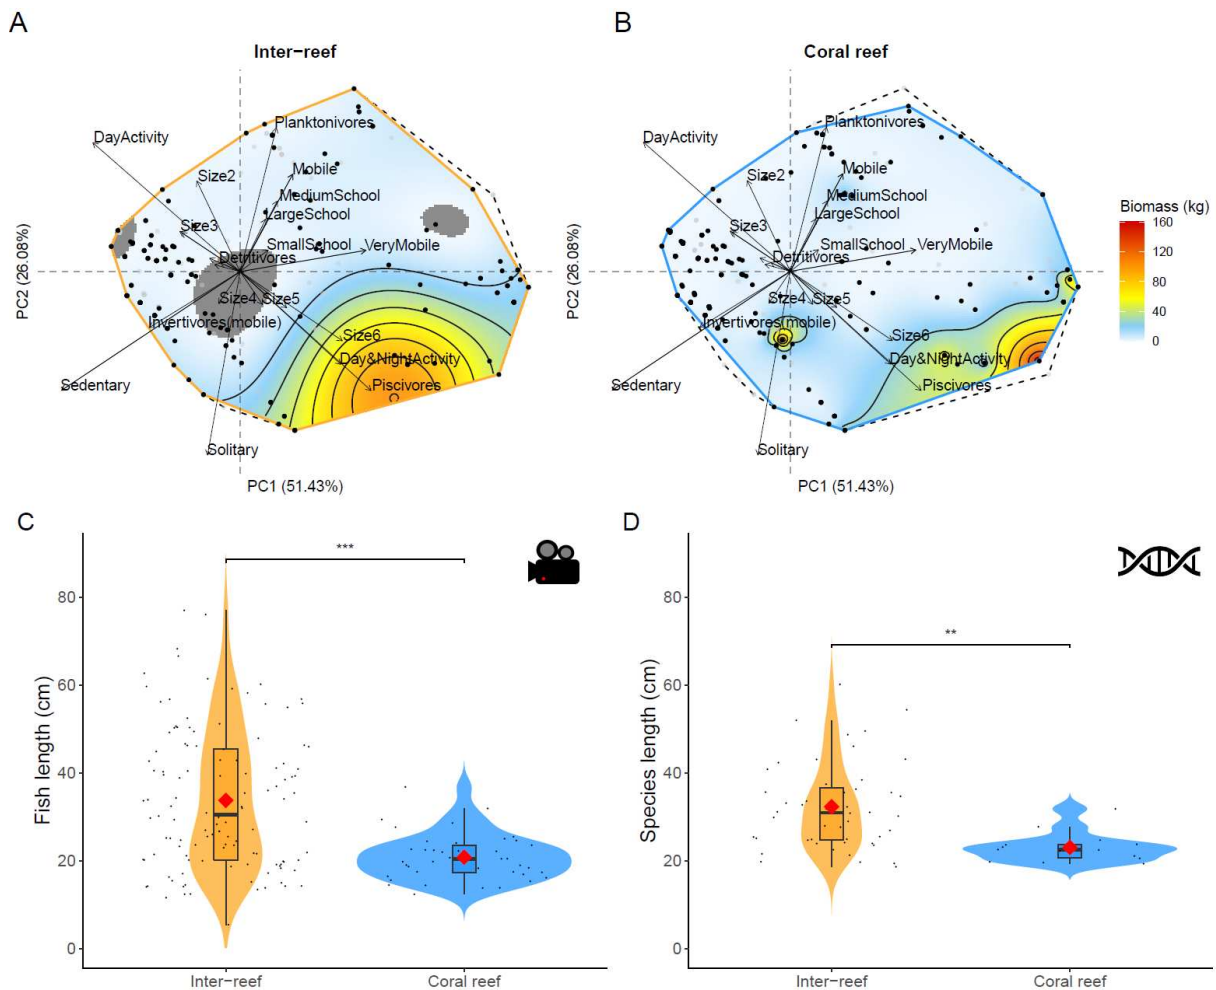 A
B
Inter−reef
Coral reef
Planktonivores
DayActivity
Mobile
Size2
MediumSchool
LargeSchool
Size3
SmallSchool
VeryMobile
Detritivores
Size4
Size5
Invertivores(mobile)
Size6
Day&NightActivity
Sedentary
Piscivores
Solitary
PC2 (26.08%)
PC1 (51.43%)
Planktonivores
DayActivity
Mobile
Size2
MediumSchool
LargeSchool
Size3
SmallSchool
VeryMobile
Detritivores
Size4
Size5
Invertivores(mobile)
Size6
Day&NightActivity
Sedentary
Piscivores
Solitary
PC2 (26.08%)
PC1 (51.43%)
Biomass (kg)
160
120
80
40
0
C
D
***
80
60
40
20
0
Fish length (cm)
Inter−reef
Coral reef
**
80
60
40
20
0
Species length (cm)
Inter−reef
Coral reef